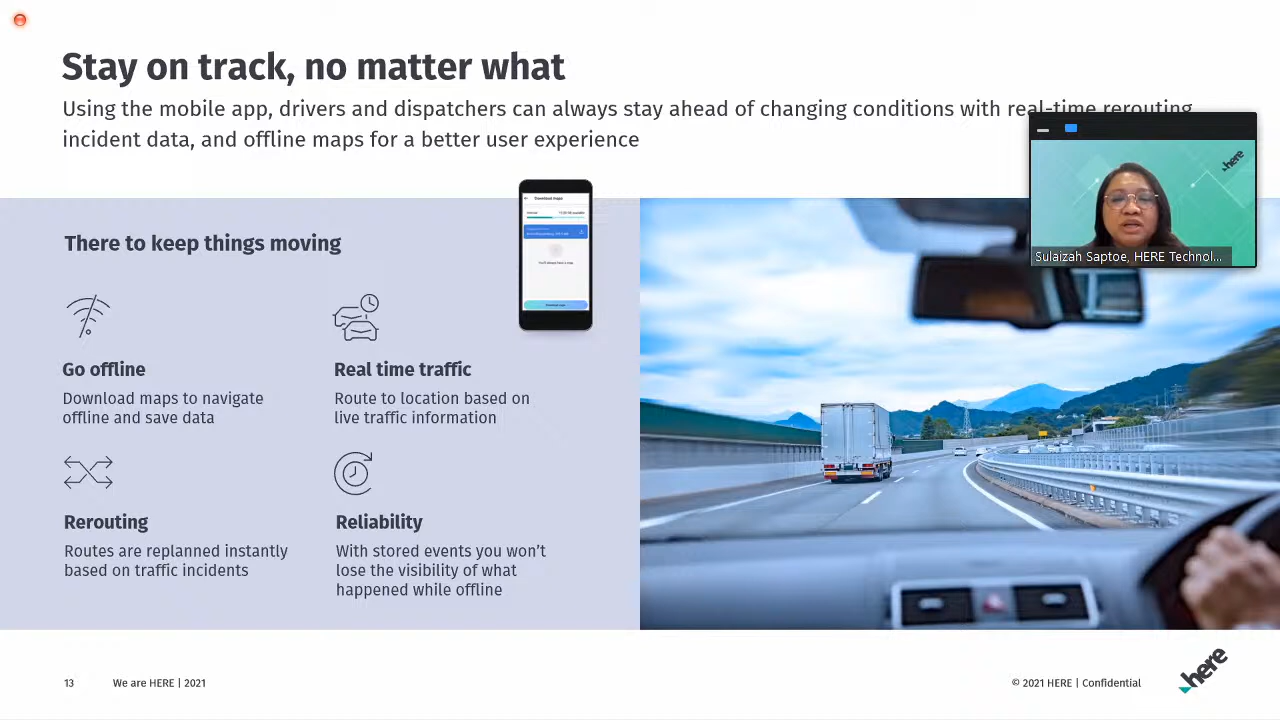 Stay on track, no matter what
Using the mobile app, drivers and dispatchers can always stay ahead of changing conditions with real-time rerouting
incident data, and offline maps for a better user experience
here
Sulaizah Saptoe, HERE Technol...
Download maps
There to keep things moving
Go offline
Download maps to navigate
offline and save data
Real time traffic
Route to location based on
live traffic information
Rerouting
Routes are replanned instantly
based on traffic incidents
Reliability
With stored events you won't
lose the visibility of what
happened while offline
13
We are HERE | 2021
© 2021 HERE | Confidential
here